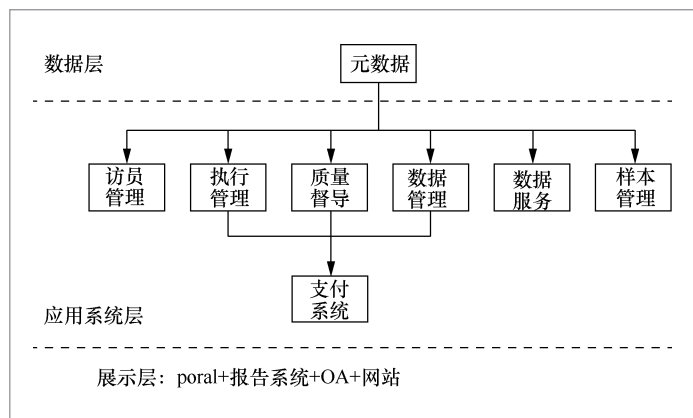 数据层
元数据
访员
管理
执行
管理
质量
督导
数据
管理
数据
服务
样本
管理
支付
系统
应用系统层
展示层：poral+报告系统+OA+网站